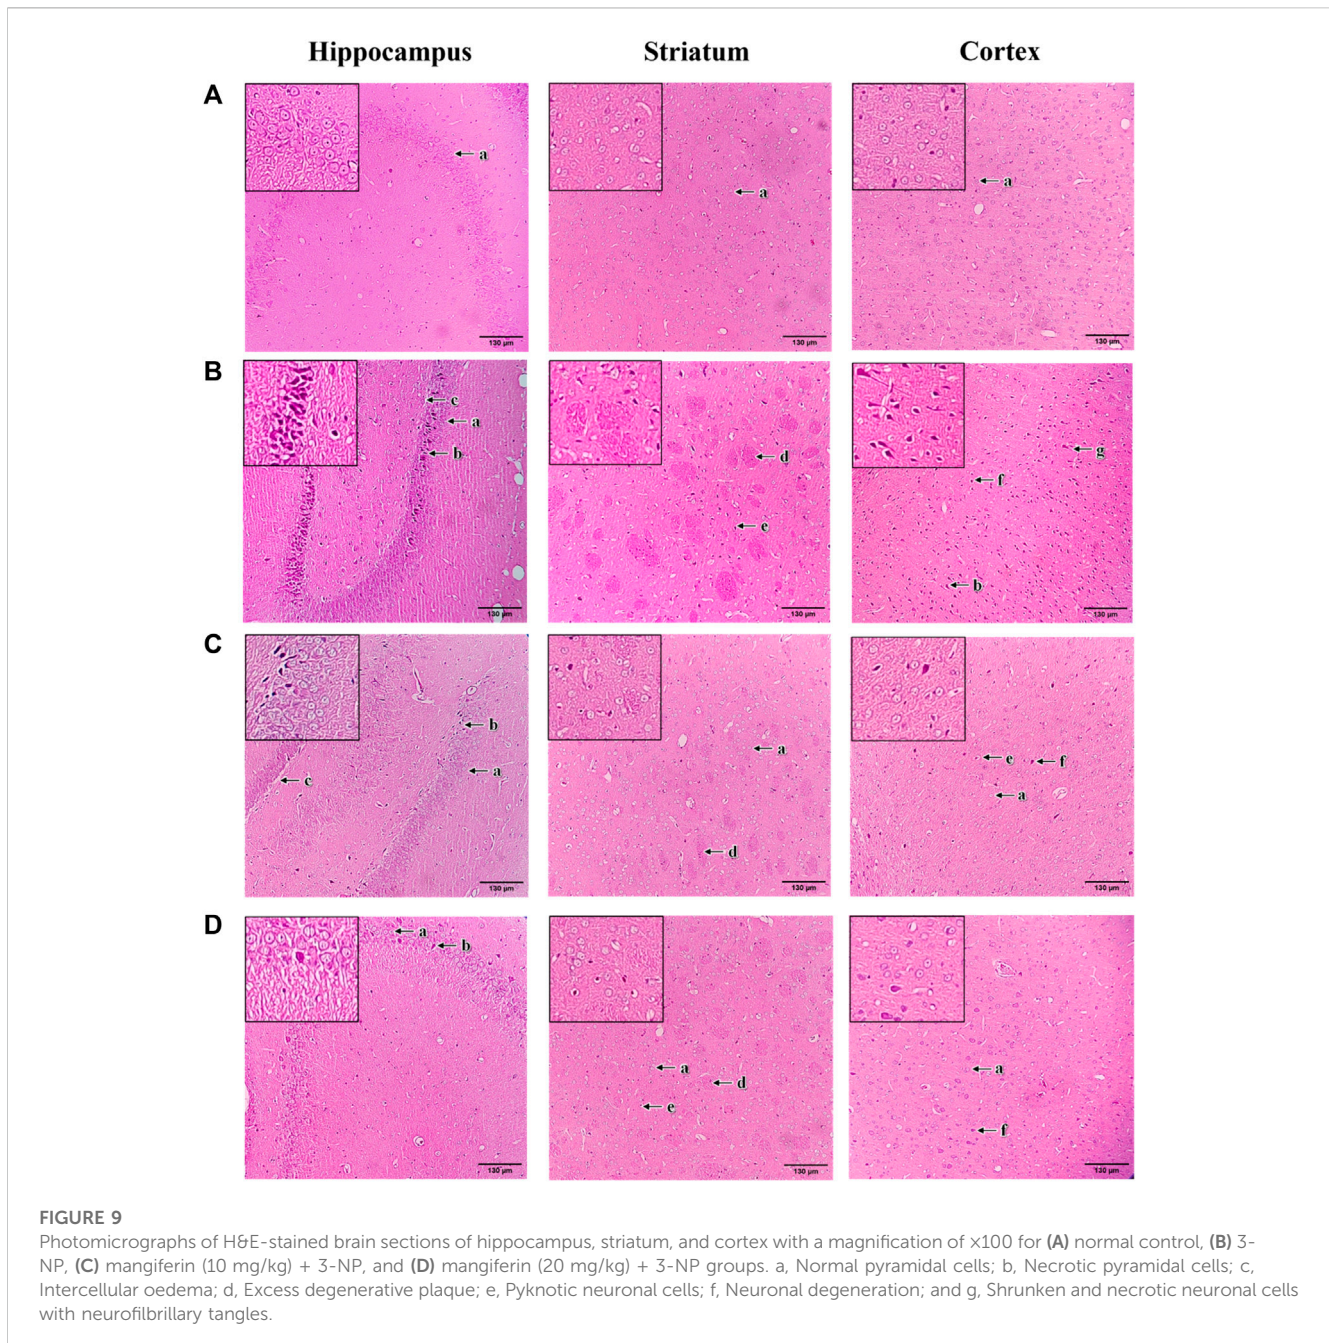 Hippocampus Striatum Cortex
A
a
a
a
130 µm
130 µm
130 µm
B
c
a
b
d
e
g
f
b
130 µm
130 µm
130 µm
C
b
a
c
a
d
e
f
a
130 µm
130 µm
130 µm
D
a
b
a
d
e
a
f
130 µm
130 µm
130 µm
FIGURE 9
Photomicrographs of H&E-stained brain sections of hippocampus, striatum, and cortex with a magnification of ×100 for (A) normal control, (B) 3-
NP, (C) mangiferin (10 mg/kg) + 3-NP, and (D) mangiferin (20 mg/kg) + 3-NP groups. a, Normal pyramidal cells; b, Necrotic pyramidal cells; c,
Intercellular oedema; d, Excess degenerative plaque; e, Pyknotic neuronal cells; f, Neuronal degeneration; and g, Shrunken and necrotic neuronal cells
with neurofilbrillary tangles.